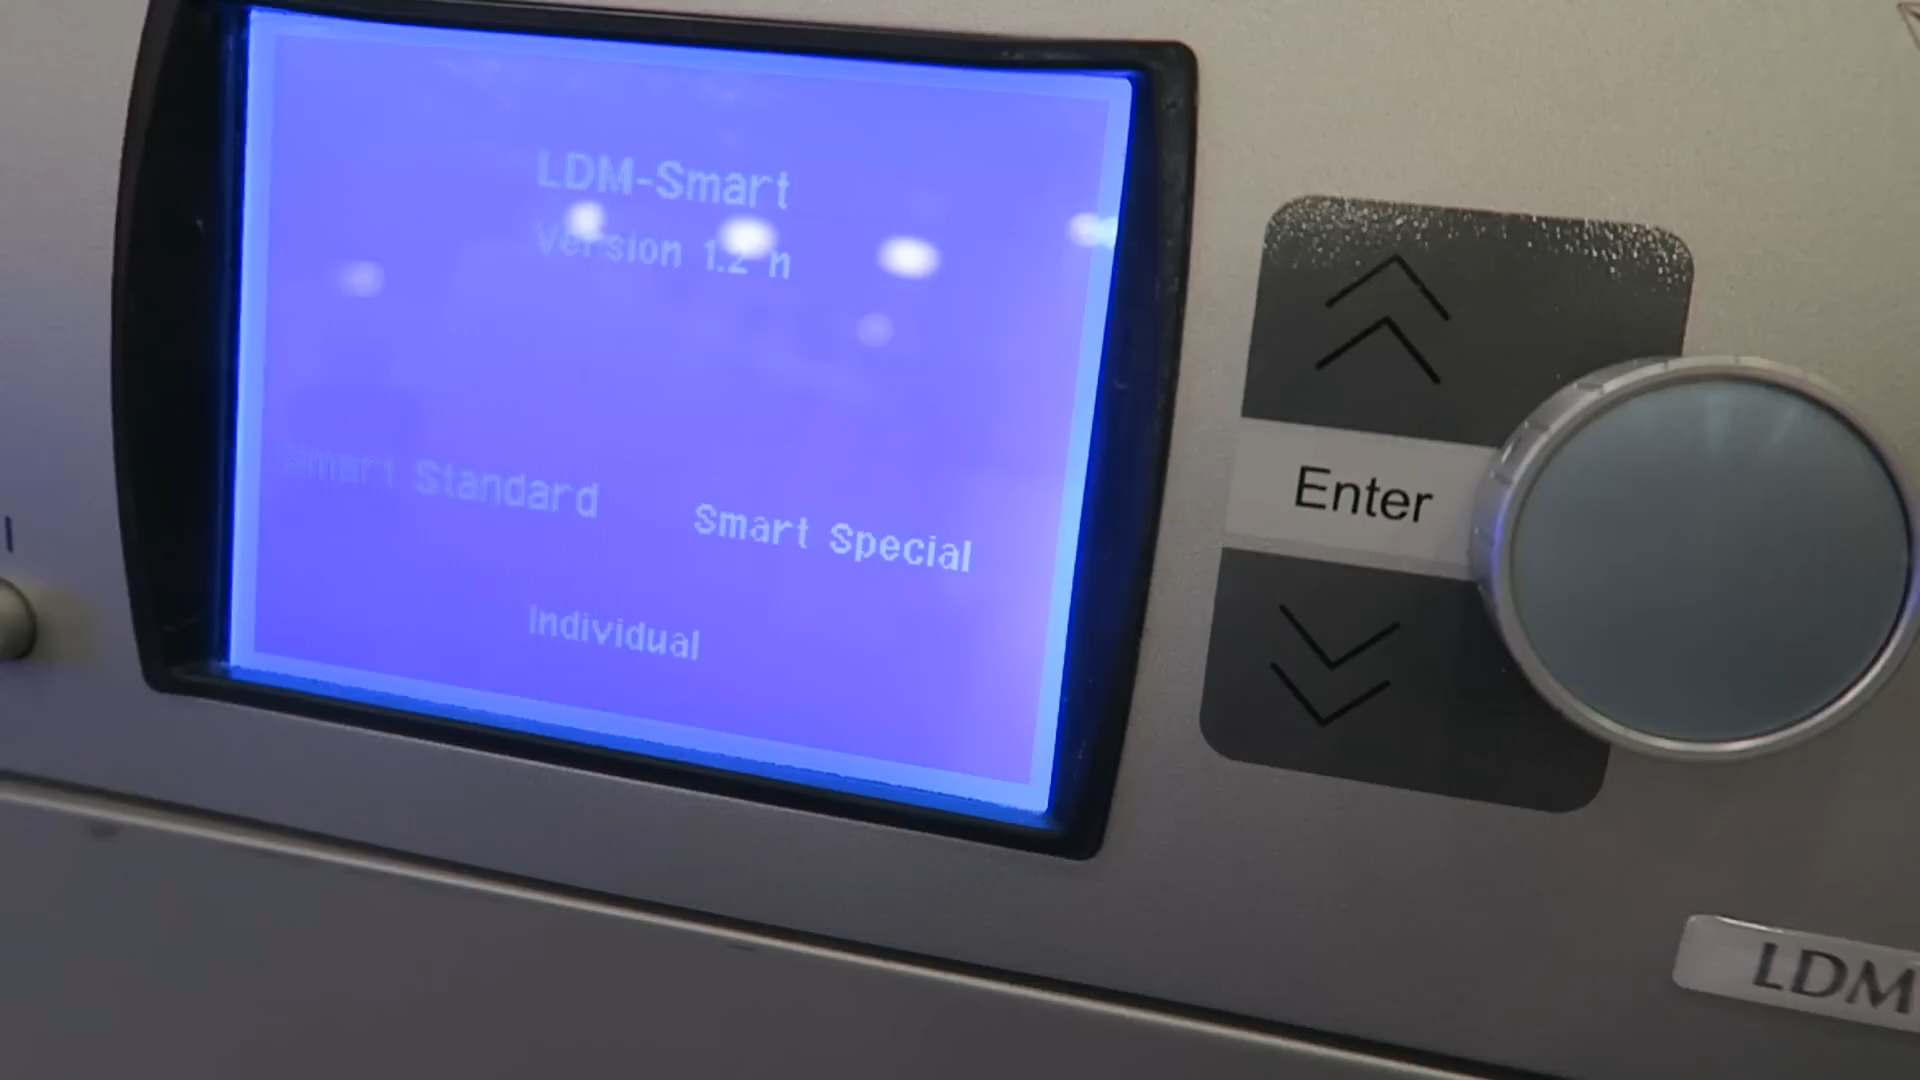 LDM-Smart
Version 1.2 n
Smart Standard
Smart Special
Individual
Enter
LDM